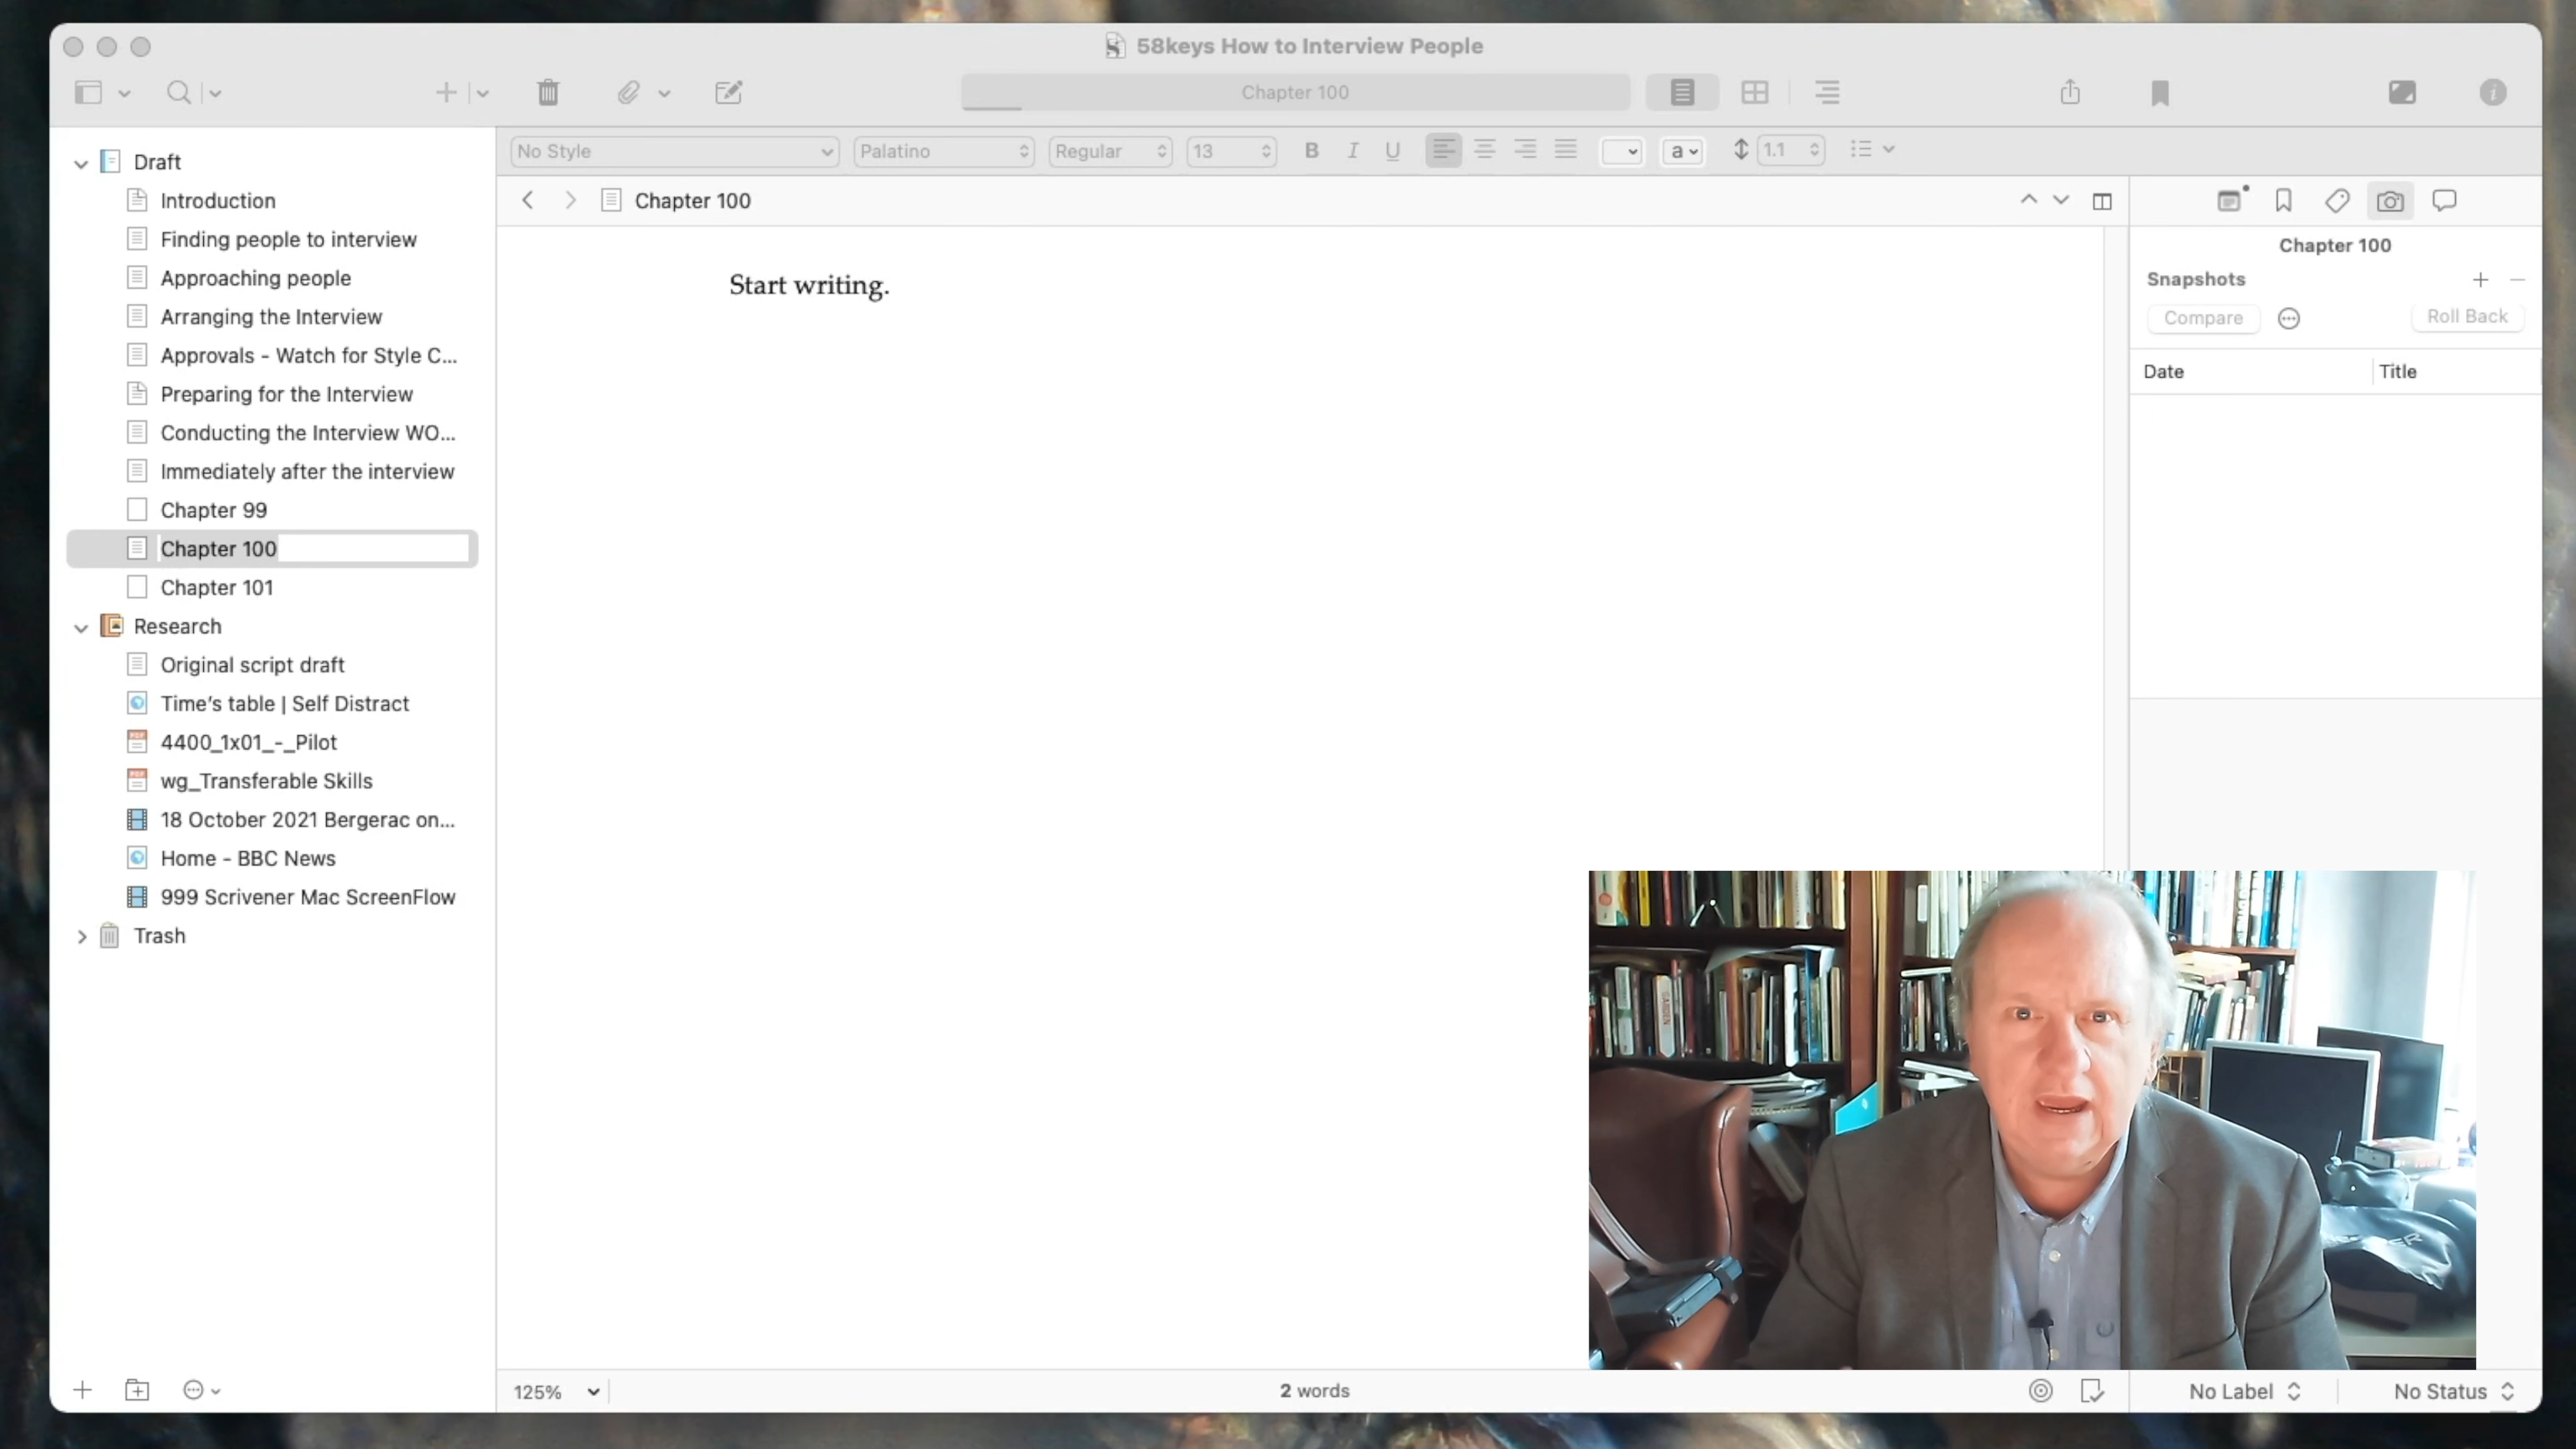 58keys How to Interview People
Chapter 100
No Style
Palatino
Regular
13
B I U
a
1.1
Draft
Introduction
Finding people to interview
Approaching people
Arranging the Interview
Approvals - Watch for Style C...
Preparing for the Interview
Conducting the Interview WO...
Immediately after the interview
Chapter 99
Chapter 100
Chapter 101
Research
Original script draft
Time's table | Self Distract
4400_1x01_-_Pilot
wg_Transferable Skills
18 October 2021 Bergerac on...
Home - BBC News
999 Scrivener Mac ScreenFlow
Trash
Chapter 100
Start writing.
Chapter 100
Snapshots
Compare
Roll Back
Date
Title
125%
2 words
No Label
No Status